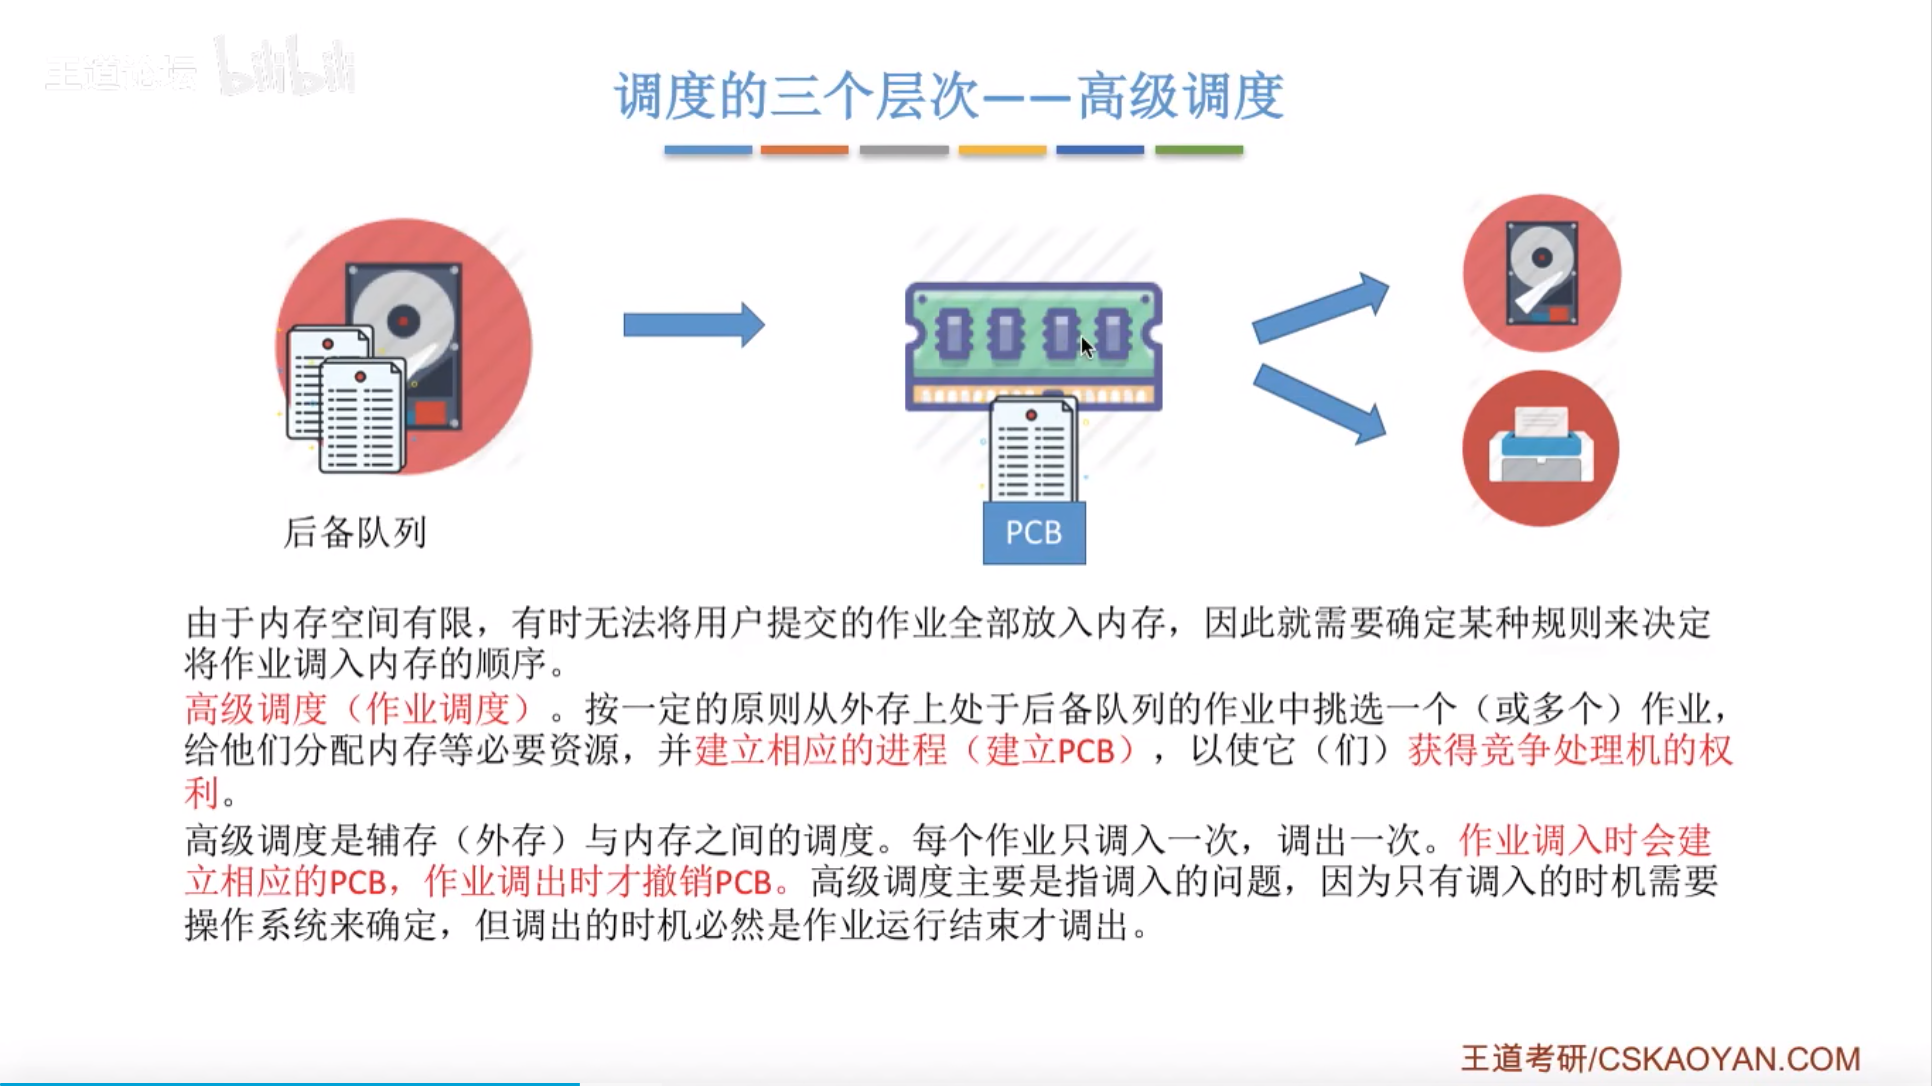 王道论坛 bilibili
调度的三个层次——高级调度
后备队列
PCB
由于内存空间有限，有时无法将用户提交的作业全部放入内存，因此就需要确定某种规则来决定
将作业调入内存的顺序。
高级调度（作业调度）。按一定的原则从外存上处于后备队列的作业中挑选一个（或多个）作业，
给他们分配内存等必要资源，并建立相应的进程（建立PCB），以使它（们）获得竞争处理机的权
利。
高级调度是辅存（外存）与内存之间的调度。每个作业只调入一次，调出一次。作业调入时会建
立相应的PCB，作业调出时才撤销PCB。高级调度主要是指调入的问题，因为只有调入的时机需要
操作系统来确定，但调出的时机必然是作业运行结束才调出。
王道考研/CSKAOYAN.COM